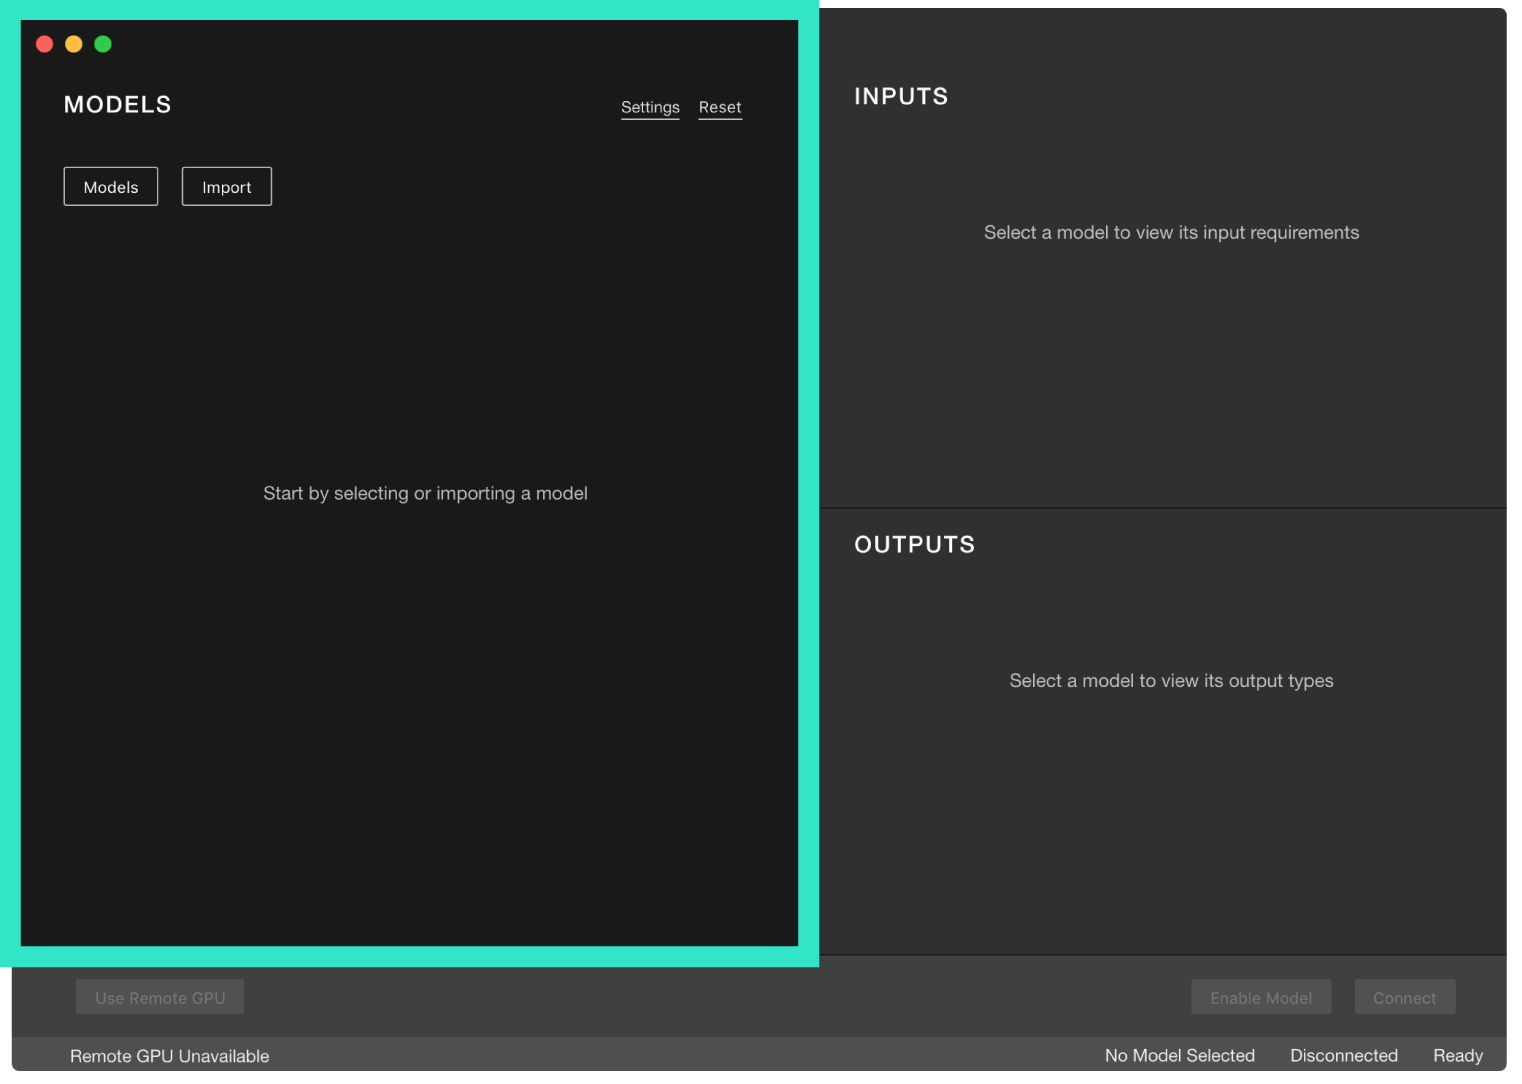 MODELS
Settings Reset
Models Import
Start by selecting or importing a model
INPUTS
Select a model to view its input requirements
OUTPUTS
Select a model to view its output types
Use Remote GPU
Enable Model Connect
Remote GPU Unavailable
No Model Selected Disconnected Ready